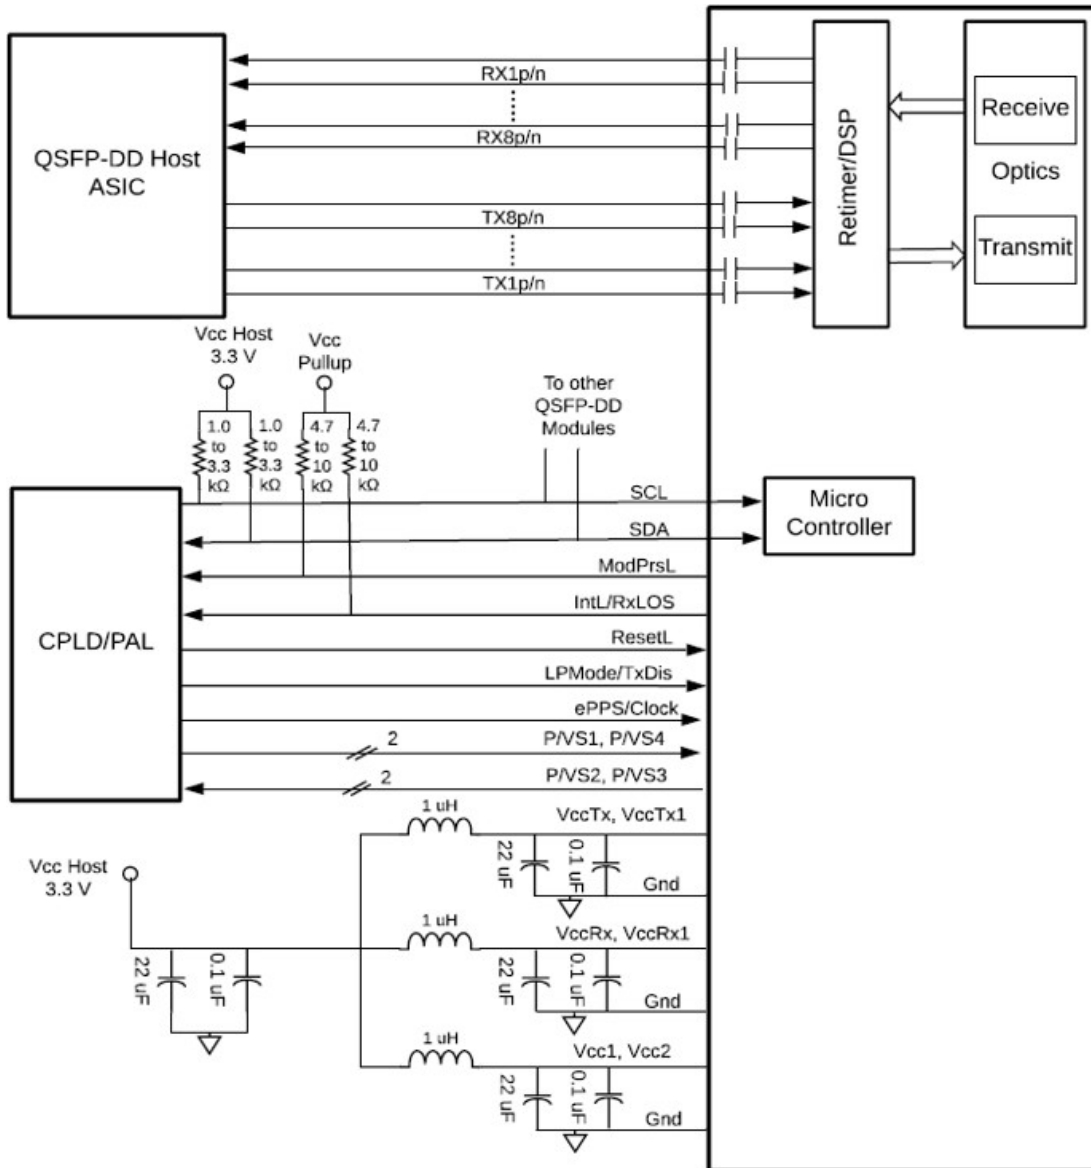 RX1p/n
RX8p/n
QSFP-DD Host
ASIC
TX8p/n
TX1p/n
Retimer/DSP
Receive
Optics
Transmit
Vcc Host
3.3 V
Vcc
Pullup
1.0
to
3.3
kΩ
1.0
to
3.3
kΩ
4.7
to
10
kΩ
4.7
to
10
kΩ
To other
QSFP-DD
Modules
SCL
SDA
Micro
Controller
ModPrsL
IntL/RxLOS
CPLD/PAL
ResetL
LPMode/TxDis
ePPS/Clock
2
P/VS1, P/VS4
2
P/VS2, P/VS3
1 uH
VccTx, VccTx1
22 uF
0.1 uF
Gnd
Vcc Host
3.3 V
22 uF
0.1 uF
1 uH
VccRx, VccRx1
22 uF
0.1 uF
Gnd
1 uH
Vcc1, Vcc2
22 uF
0.1 uF
Gnd